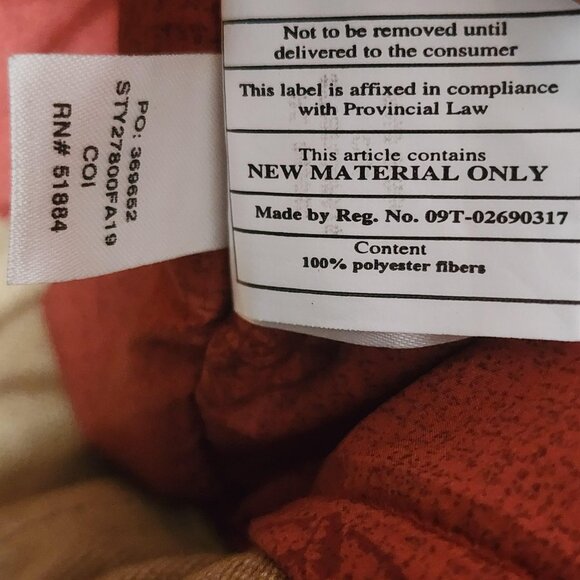 Not to be removed until
delivered to the consumer
This label is affixed in compliance
with Provincial Law
This article contains
NEW MATERIAL ONLY
Made by Reg. No. 09T-02690317
Content
100% polyester fibers
PO: 369652
STY27800FA19
COI
RN# 51884